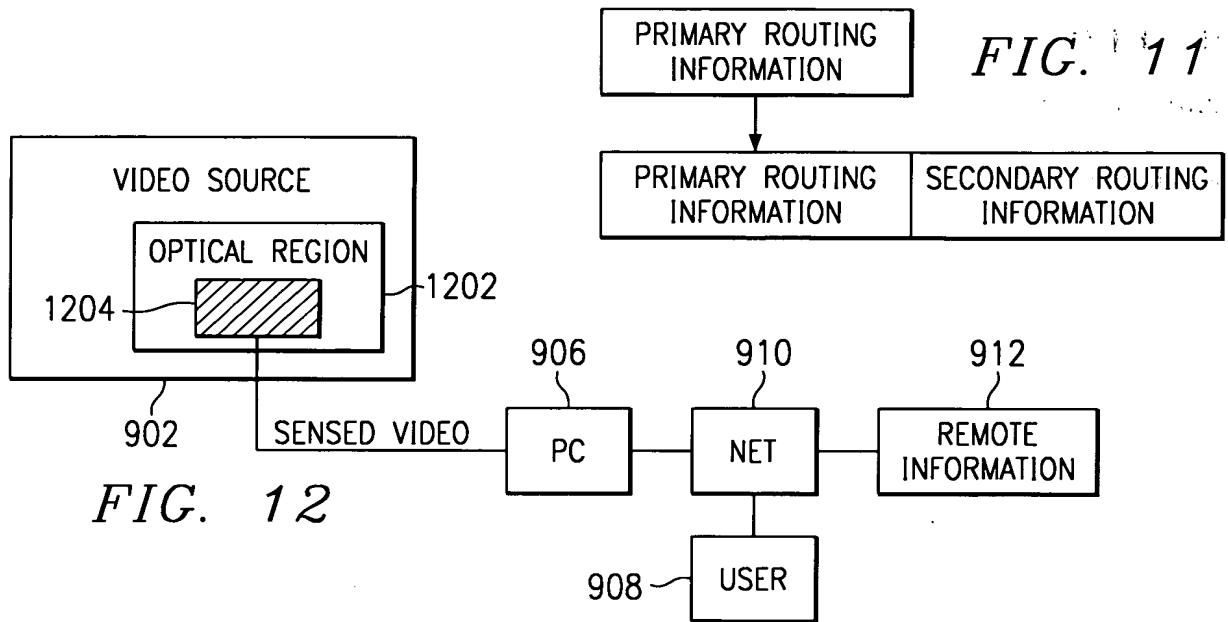 PRIMARY ROUTING
INFORMATION
FIG. 11
PRIMARY ROUTING
INFORMATION
SECONDARY ROUTING
INFORMATION
VIDEO SOURCE
OPTICAL REGION
1204
1202
902
SENSED VIDEO
906
PC
910
NET
912
REMOTE
INFORMATION
908
USER
FIG. 12